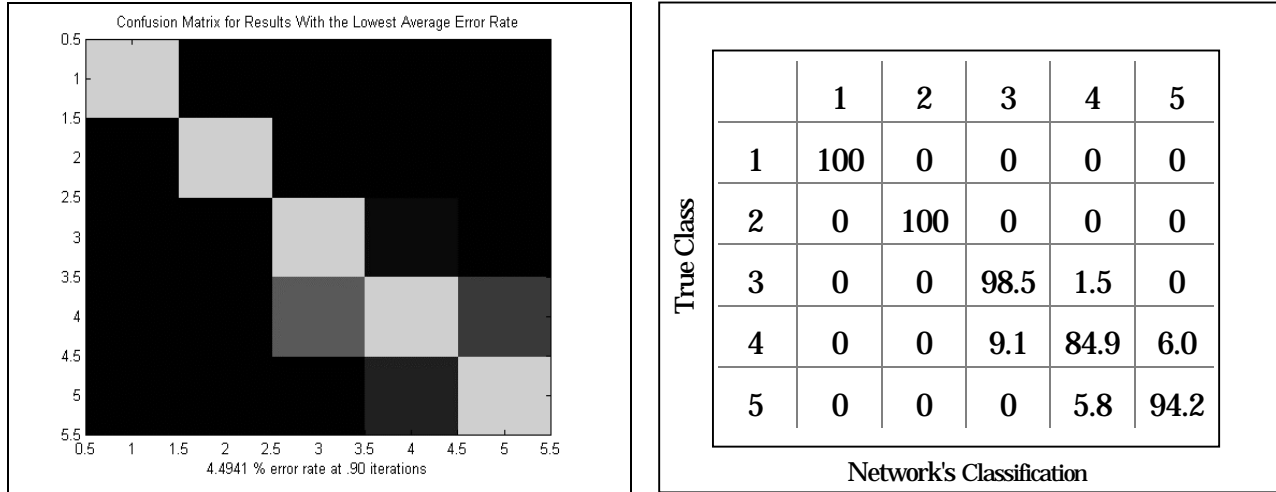 Confusion Matrix for Results With the Lowest Average Error Rate
0.5
1
1.5
2
2.5
3
3.5
4
4.5
5
5.5
0.5 1 1.5 2 2.5 3 3.5 4 4.5 5 5.5
4.4941 % error rate at .90 iterations
True Class
1 2 3 4 5
1 100 0 0 0 0
2 0 100 0 0 0
3 0 0 98.5 1.5 0
4 0 0 9.1 84.9 6.0
5 0 0 0 5.8 94.2
Network's Classification